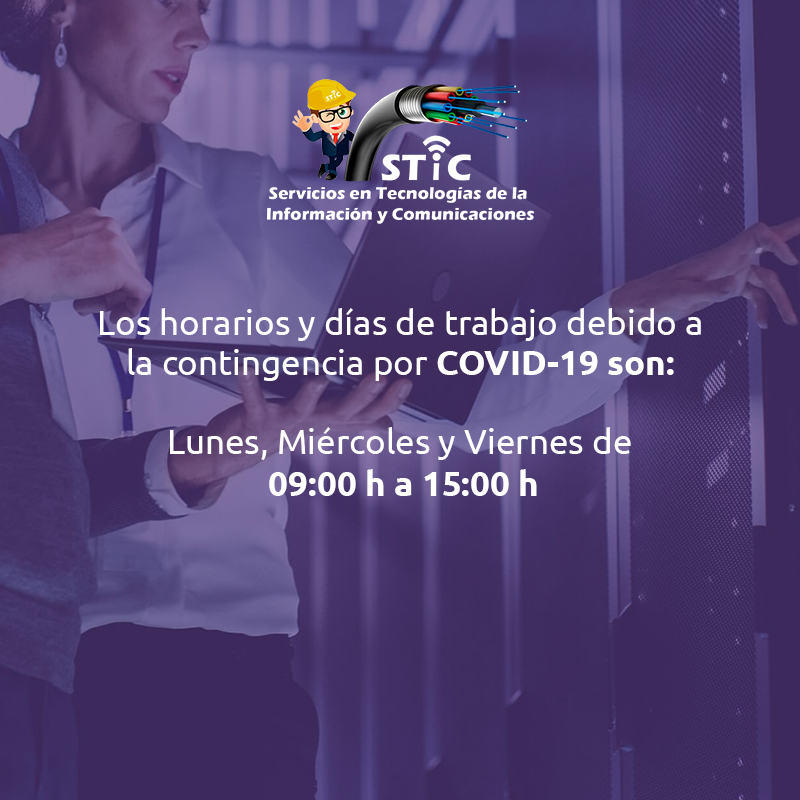 STiC
STiC
Servicios en Tecnologías de la
Información y Comunicaciones
Los horarios y días de trabajo debido a
la contingencia por COVID-19 son:
Lunes, Miércoles y Viernes de
09:00 h a 15:00 h